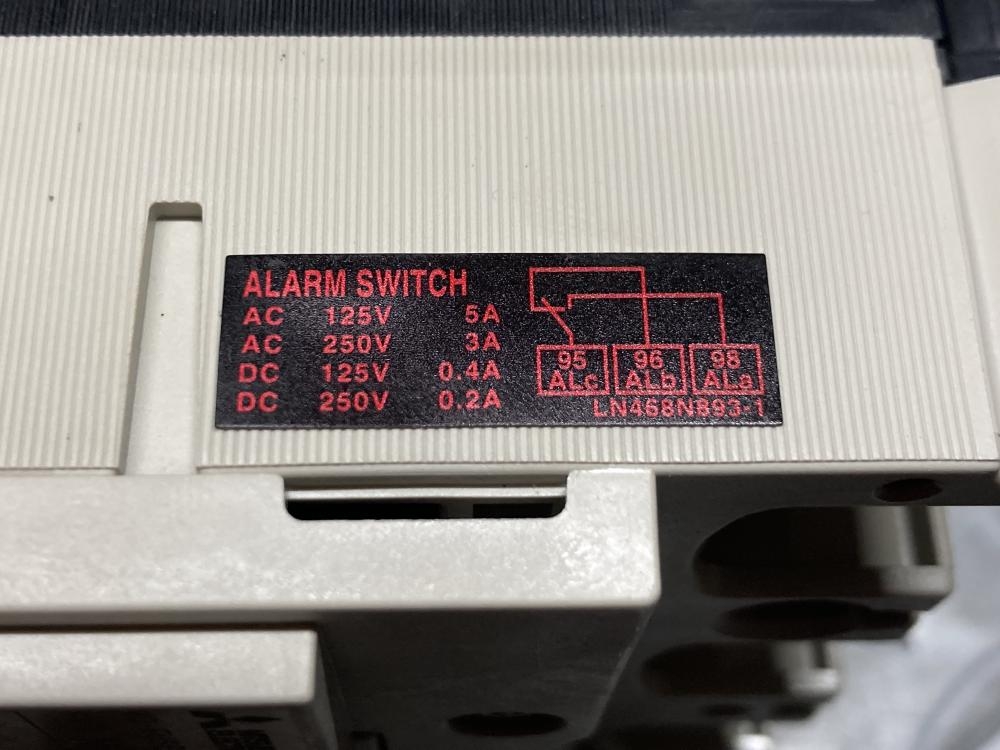 ALARM SWITCH
AC 125V 5A
AC 250V 3A
DC 125V 0.4A
DC 250V 0.2A
95 96 98
ALc ALb ALa
LN468N893-1